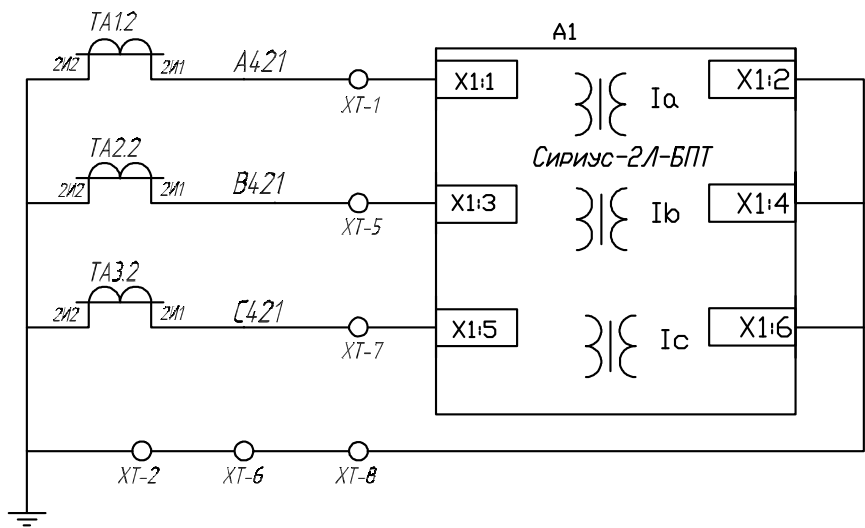 А1
ТА1.2
2И2
2И1
А421
ХТ-1
Х1:1
Ia
Х1:2
Сириус-2Л-БПТ
ТА2.2
2И2
2И1
В421
ХТ-5
Х1:3
Ib
Х1:4
ТА3.2
2И2
2И1
С421
ХТ-7
Х1:5
Ic
Х1:6
ХТ-2
ХТ-6
ХТ-8